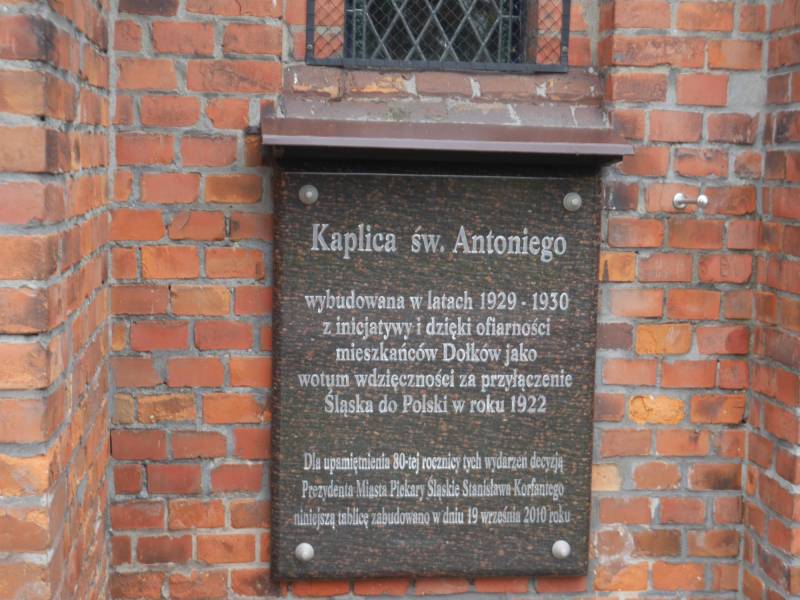 Kaplica św. Antoniego
wybudowana w latach 1929 - 1930
z inicjatywy i dzięki ofiarności
mieszkańców Dołków jako
wotum wdzięczności za przyłączenie
Śląska do Polski w roku 1922
Dla upamiętnienia 80-tej rocznicy tych wydarzeń decyzją
Prezydenta Miasta Piekary Śląskie Stanisława Korfantego
niniejszą tablicę zabudowano w dniu 19 września 2010 roku